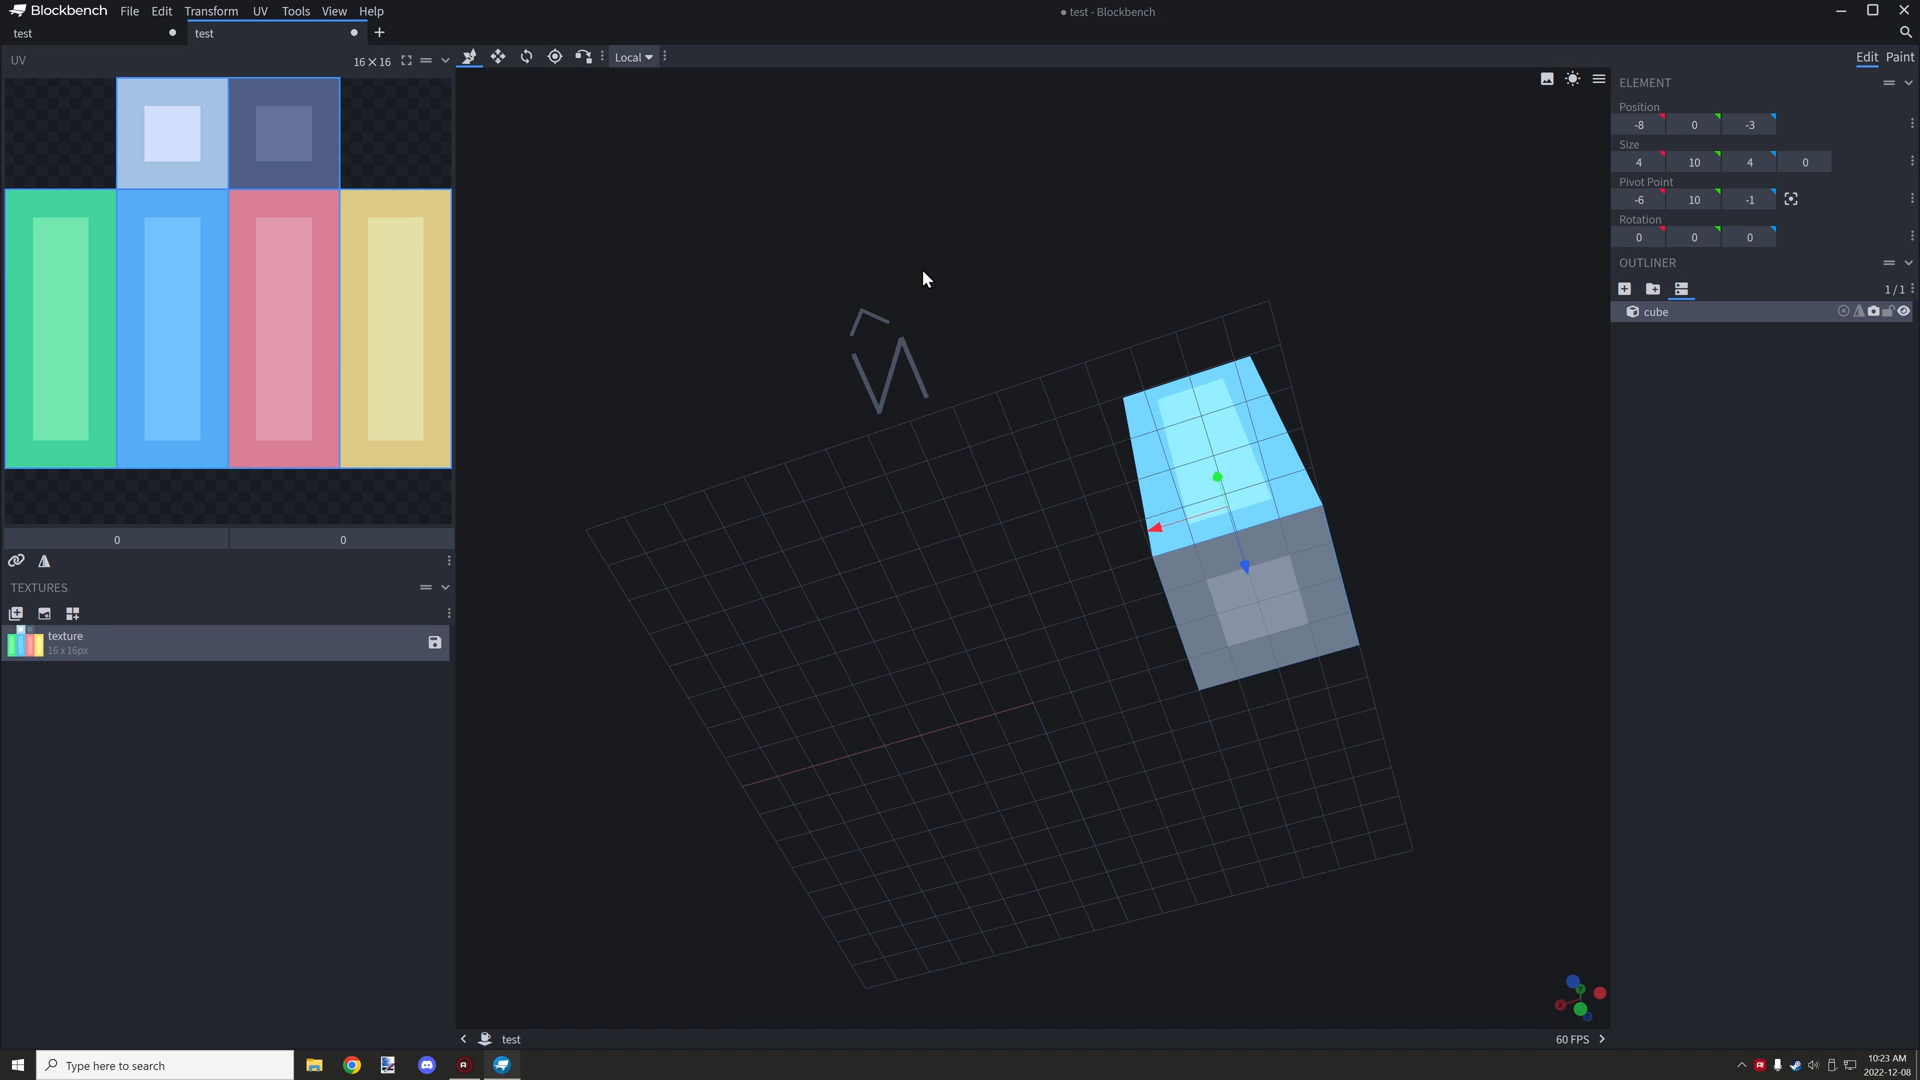 Blockbench File Edit Transform UV Tools View Help
● test - Blockbench
test
test
UV
16 × 16
Local
Edit Paint
ELEMENT
Position
-8 0 -3
Size
4 10 4 0
Pivot Point
-6 10 -1
Rotation
0 0 0
OUTLINER
1 / 1
cube
N
0 0
TEXTURES
texture
16 x 16px
X
Y
test
60 FPS
Type here to search
10:23 AM
2022-12-08